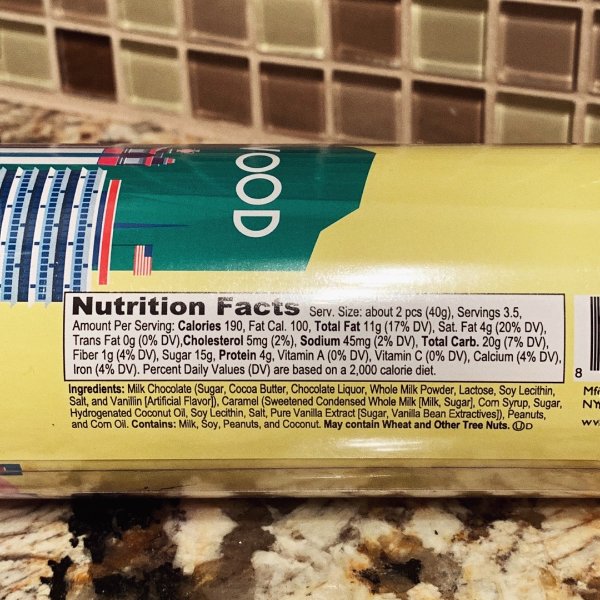 WOOD
Nutrition Facts Serv. Size: about 2 pcs (40g), Servings 3.5,
Amount Per Serving: Calories 190, Fat Cal. 100, Total Fat 11g (17% DV), Sat. Fat 4g (20% DV),
Trans Fat 0g (0% DV),Cholesterol 5mg (2%), Sodium 45mg (2% DV), Total Carb. 20g (7% DV),
Fiber 1g (4% DV), Sugar 15g, Protein 4g, Vitamin A (0% DV), Vitamin C (0% DV), Calcium (4% DV),
Iron (4% DV). Percent Daily Values (DV) are based on a 2,000 calorie diet.
Ingredients: Milk Chocolate (Sugar, Cocoa Butter, Chocolate Liquor, Whole Milk Powder, Lactose, Soy Lecithin,
Salt, and Vanillin [Artificial Flavor]), Caramel (Sweetened Condensed Whole Milk [Milk, Sugar], Corn Syrup, Sugar,
Hydrogenated Coconut Oil, Soy Lecithin, Salt, Pure Vanilla Extract [Sugar, Vanilla Bean Extractives]), Peanuts,
and Corn Oil. Contains: Milk, Soy, Peanuts, and Coconut. May contain Wheat and Other Tree Nuts. ⓊD
8
Mf
NY